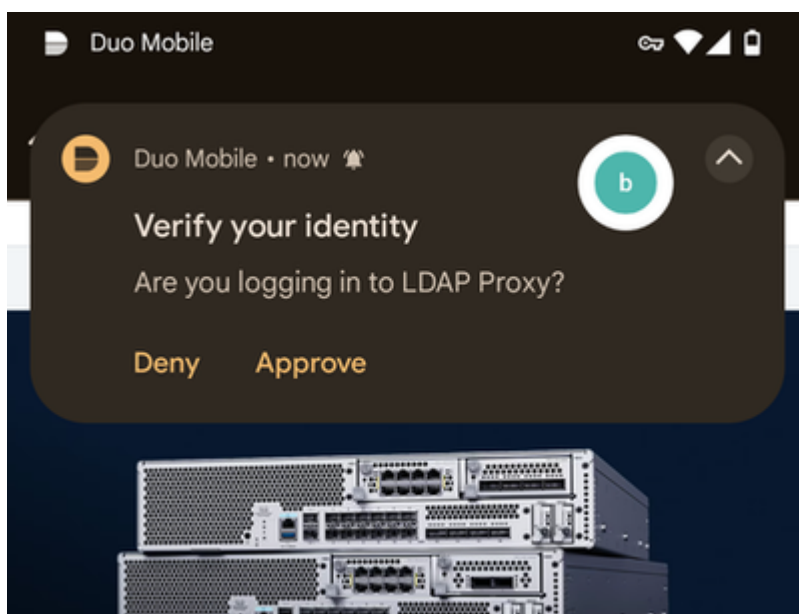 Duo Mobile
Duo Mobile • now
b
Verify your identity
Are you logging in to LDAP Proxy?
Deny Approve